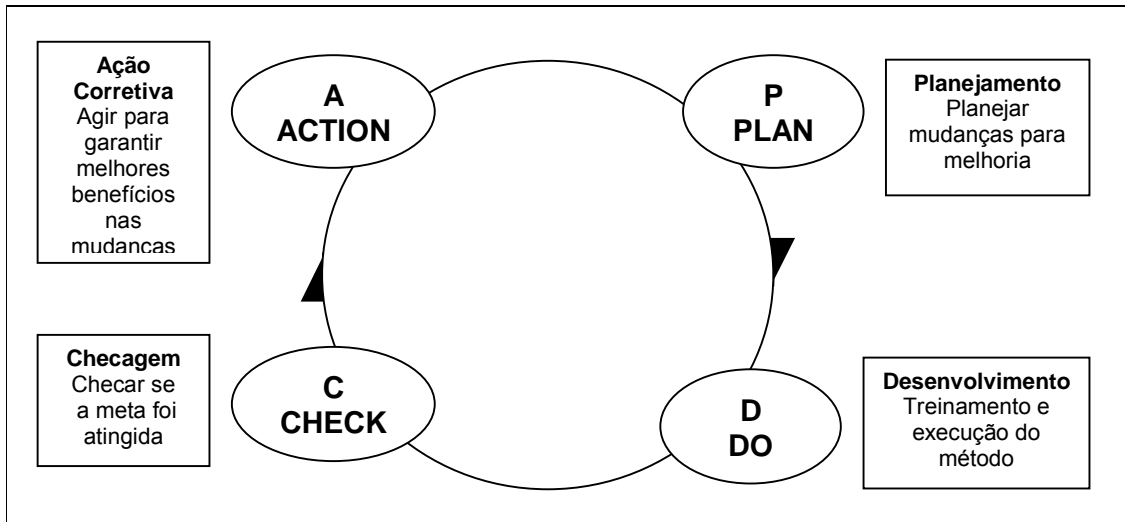 Ação
Corretiva
Agir para
garantir
melhores
benefícios
nas
mudancas
A
ACTION
P
PLAN
Planejamento
Planejar
mudanças para
melhoria
Checagem
Checar se
a meta foi
atingida
C
CHECK
D
DO
Desenvolvimento
Treinamento e
execução do
método